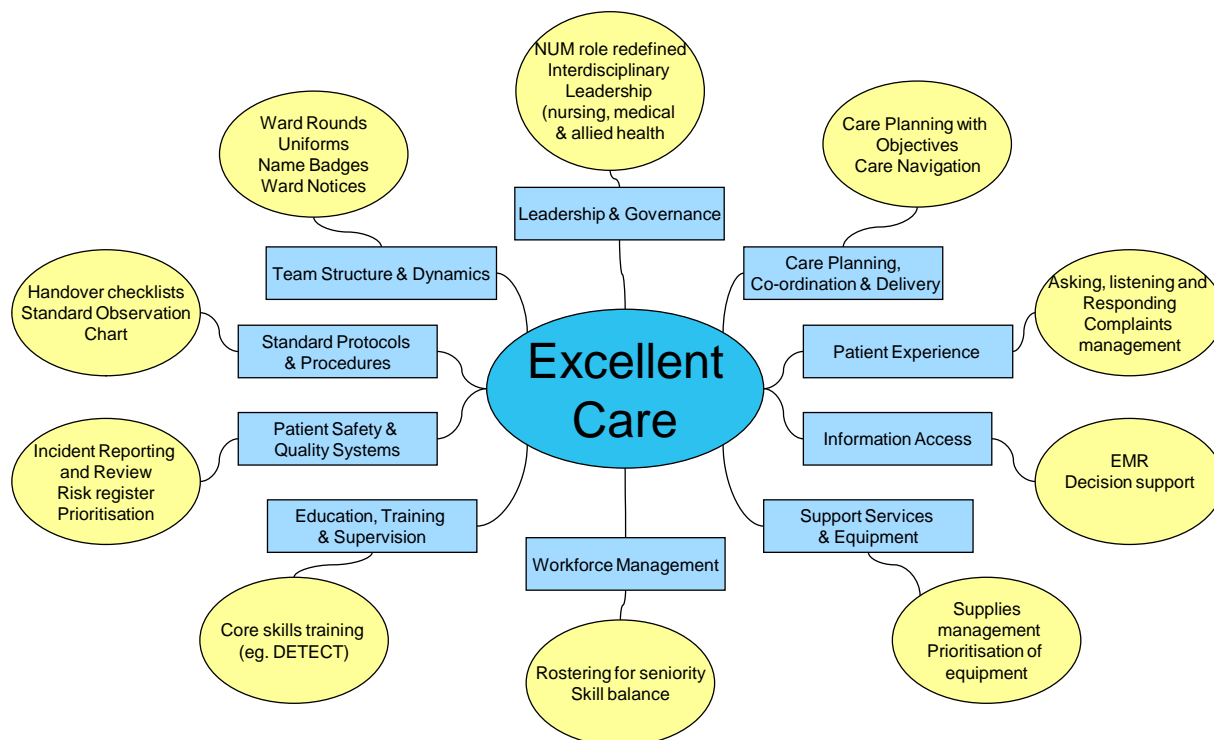 NUM role redefined
Interdisciplinary
Leadership
(nursing, medical
& allied health
Ward Rounds
Uniforms
Name Badges
Ward Notices
Care Planning with
Objectives
Care Navigation
Leadership & Governance
Team Structure & Dynamics
Care Planning,
Co-ordination & Delivery
Handover checklists
Standard Observation
Chart
Asking, listening and
Responding
Complaints
management
Standard Protocols
& Procedures
Excellent
Care
Patient Experience
Patient Safety &
Quality Systems
Information Access
Incident Reporting
and Review
Risk register
Prioritisation
EMR
Decision support
Education, Training
& Supervision
Support Services
& Equipment
Workforce Management
Core skills training
(eg. DETECT)
Supplies
management
Prioritisation of
equipment
Rostering for seniority
Skill balance